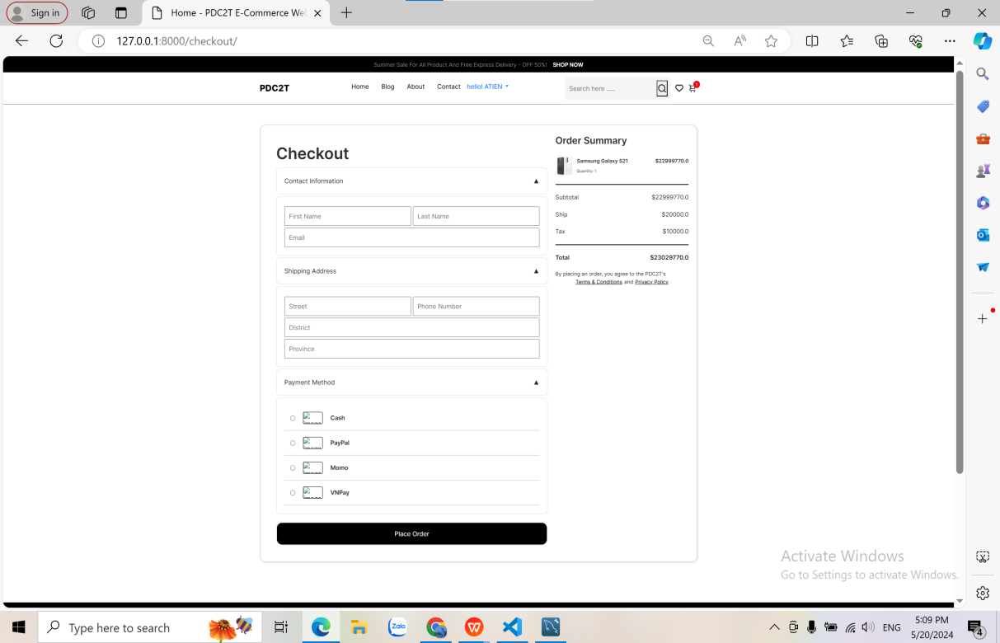 Sign in
PDC2T E-Commerce Web
127.0.0.1:8000/checkout/
Summer Sale For All Product And Free Express Delivery - OFF 50%! SHOP NOW
PDC2T
Home Blog About Contact hello! ATIEN
Search here .....
1
Checkout
Contact Information
First Name Last Name
Email
Shipping Address
Street Phone Number
District
Province
Payment Method
Cash
PayPal
Momo
VNPay
Place Order
Order Summary
Samsung Galaxy S21 $22999770.0
Quantity: 1
Subtotal $22999770.0
Ship $20000.0
Tax $10000.0
Total $23029770.0
By placing an order, you agree to the PDC2T's
Terms & Conditions and Privacy Policy
Activate Windows
Go to Settings to activate Windows.
Type here to search
Zalo
ENG
5:09 PM
5/20/2024
4